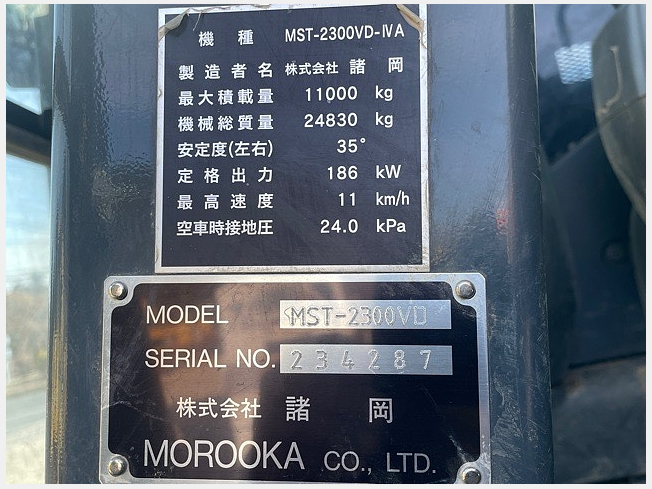 機種 MST-2300VD-ⅣA
製造者名 株式会社 諸岡
最大積載量 11000 kg
機械総質量 24830 kg
安定度(左右) 35°
定格出力 186 kW
最高速度 11 km/h
空車時接地圧 24.0 kPa
MODEL MST-2300VD
SERIAL NO. 234287
株式会社 諸岡
MOROOKA CO., LTD.